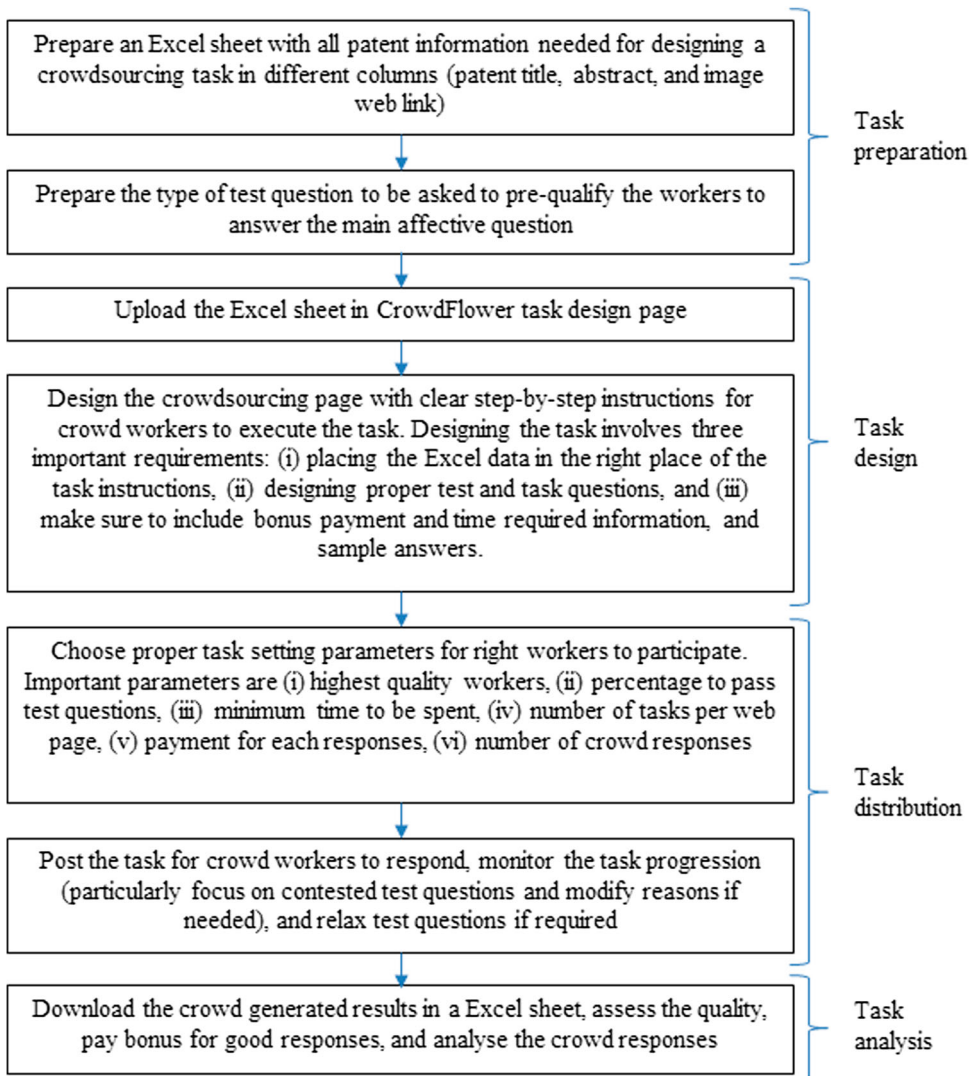 Prepare an Excel sheet with all patent information needed for designing a
crowdsourcing task in different columns (patent title, abstract, and image
web link)
Task
preparation
Prepare the type of test question to be asked to pre-qualify the workers to
answer the main affective question
Upload the Excel sheet in CrowdFlower task design page
Design the crowdsourcing page with clear step-by-step instructions for
crowd workers to execute the task. Designing the task involves three
important requirements: (i) placing the Excel data in the right place of the
task instructions, (ii) designing proper test and task questions, and (iii)
make sure to include bonus payment and time required information, and
sample answers.
Task
design
Choose proper task setting parameters for right workers to participate.
Important parameters are (i) highest quality workers, (ii) percentage to pass
test questions, (iii) minimum time to be spent, (iv) number of tasks per web
page, (v) payment for each responses, (vi) number of crowd responses
Task
distribution
Post the task for crowd workers to respond, monitor the task progression
(particularly focus on contested test questions and modify reasons if
needed), and relax test questions if required
Download the crowd generated results in a Excel sheet, assess the quality,
pay bonus for good responses, and analyse the crowd responses
Task
analysis